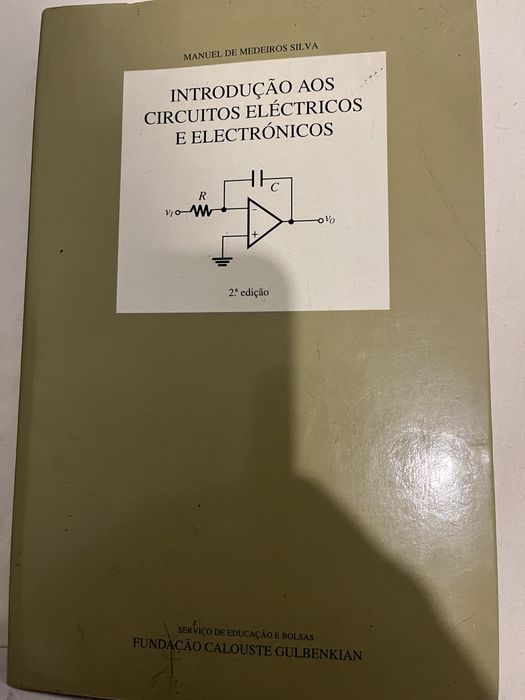 MANUEL DE MEDEIROS SILVA
INTRODUÇÃO AOS
CIRCUITOS ELÉCTRICOS
E ELECTRÓNICOS
C
R
vI
−
vO
+
2.ª edição
SERVIÇO DE EDUCAÇÃO E BOLSAS
FUNDAÇÃO CALOUSTE GULBENKIAN